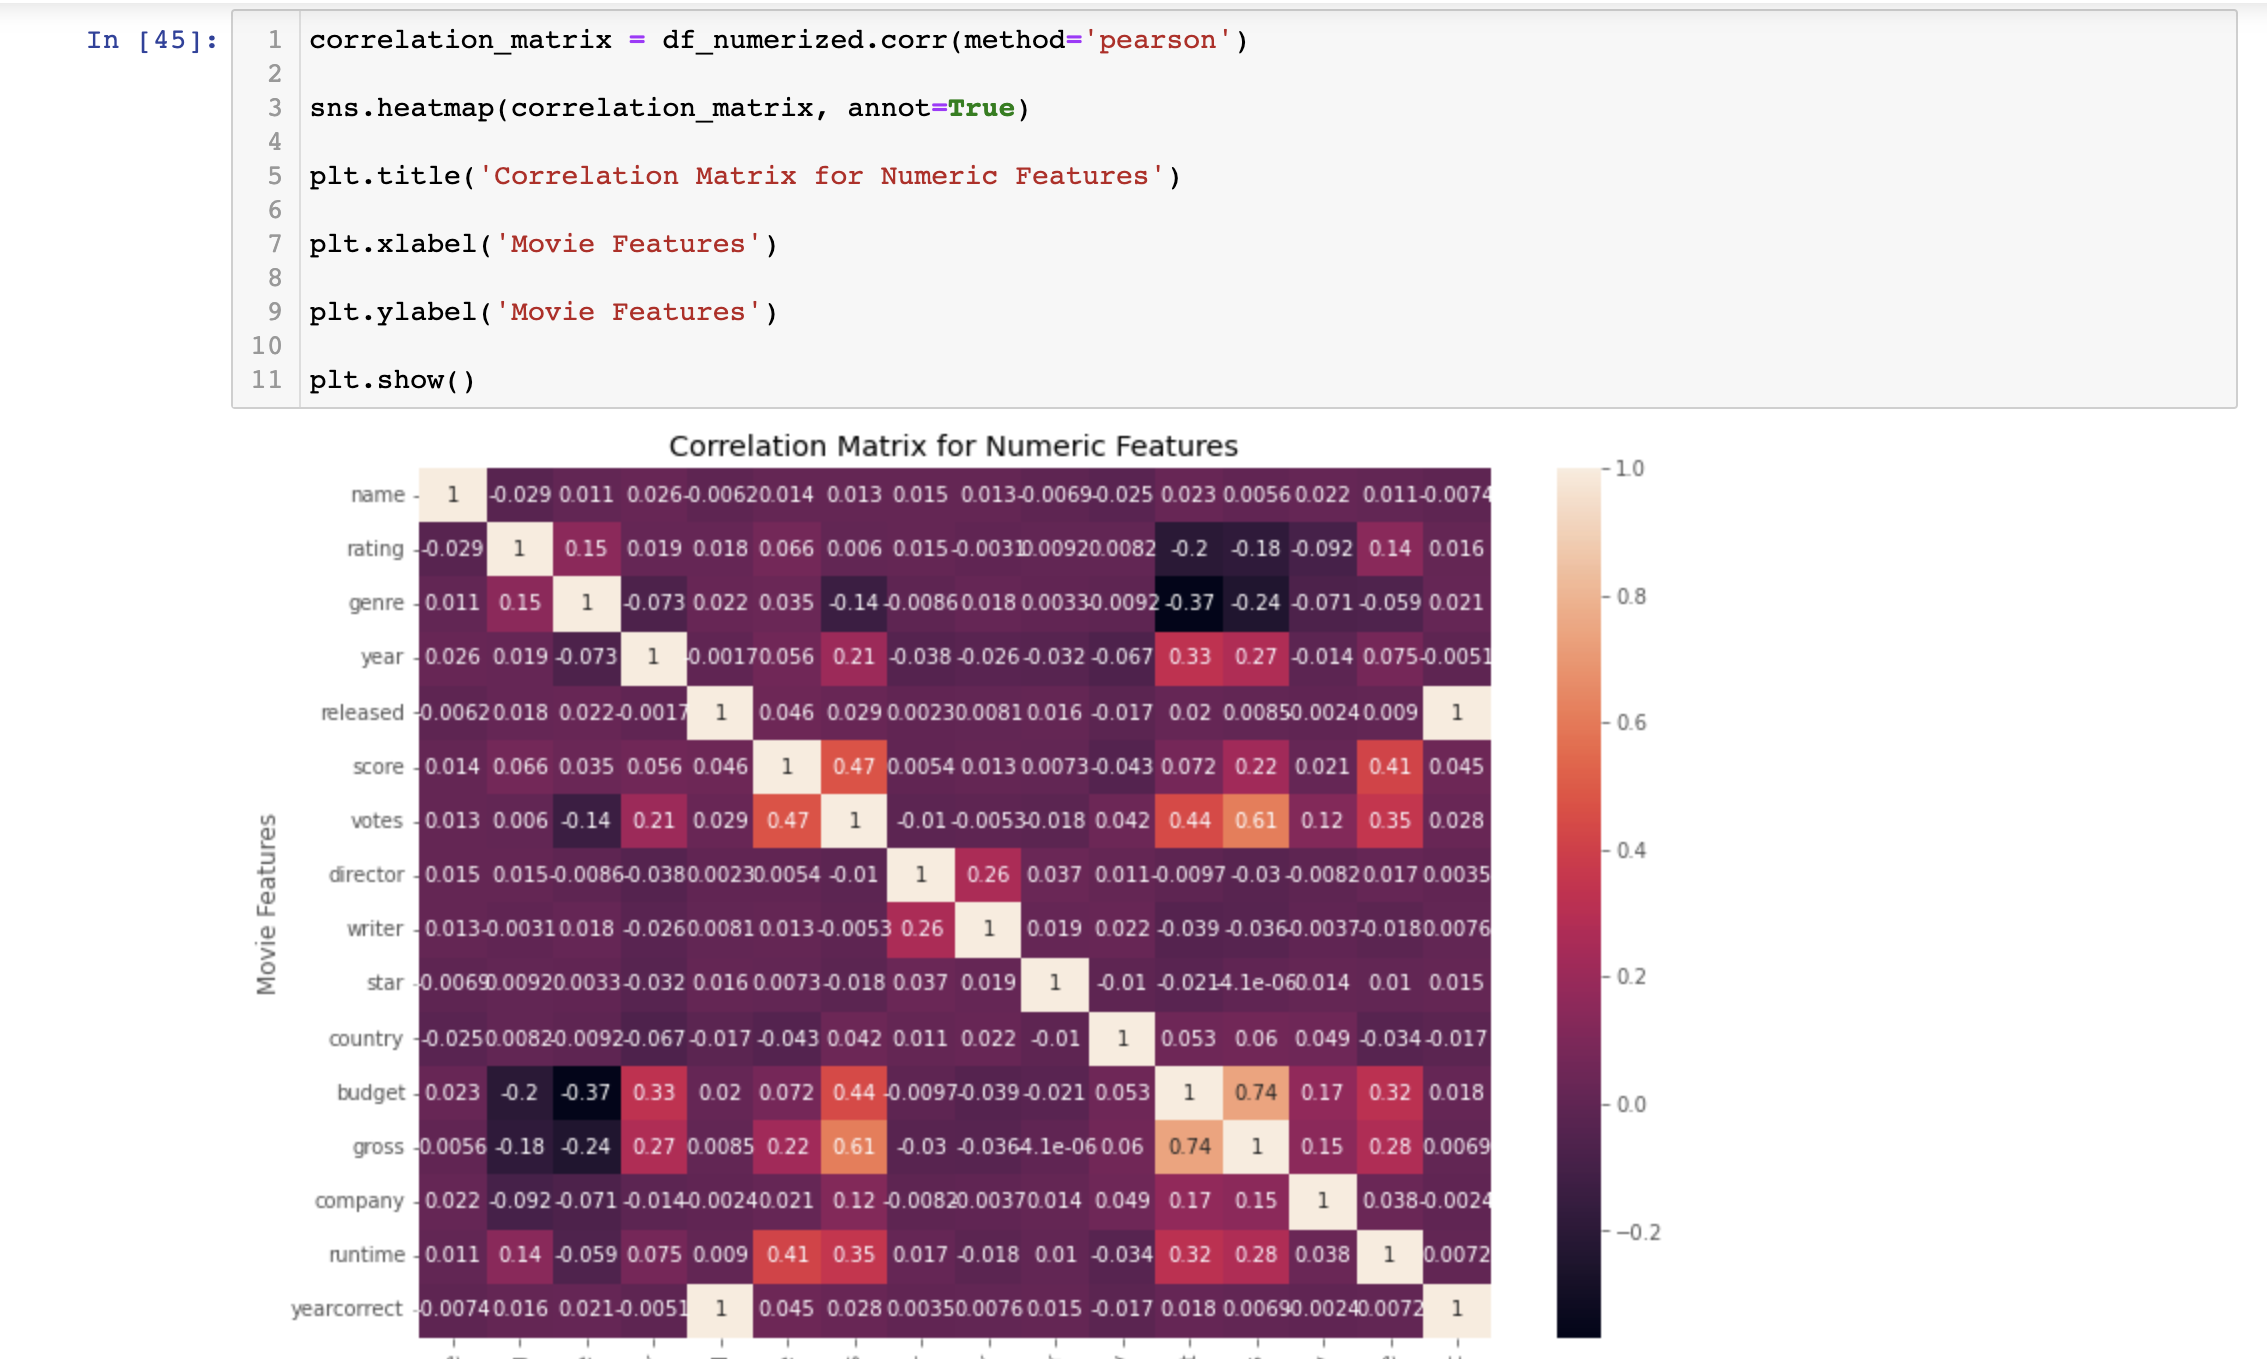 In [45]:
1 correlation_matrix = df_numerized.corr(method='pearson')
2
3 sns.heatmap(correlation_matrix, annot=True)
4
5 plt.title('Correlation Matrix for Numeric Features')
6
7 plt.xlabel('Movie Features')
8
9 plt.ylabel('Movie Features')
10
11 plt.show()
Correlation Matrix for Numeric Features
name 1 -0.029 0.011 0.026 -0.0062 0.014 0.013 0.015 0.013 -0.0069 -0.025 0.023 0.0056 0.022 0.011 -0.0074
rating -0.029 1 0.15 0.019 0.018 0.066 0.006 0.015 -0.0031 0.0092 0.0082 -0.2 -0.18 -0.092 0.14 0.016
genre 0.011 0.15 1 -0.073 0.022 0.035 -0.14 -0.0086 0.018 0.0033 -0.0092 -0.37 -0.24 -0.071 -0.059 0.021
year 0.026 0.019 -0.073 1 -0.0017 0.056 0.21 -0.038 -0.026 -0.032 -0.067 0.33 0.27 -0.014 0.075 -0.0051
released -0.0062 0.018 0.022 -0.0017 1 0.046 0.029 0.0023 0.0081 0.016 -0.017 0.02 0.0085 -0.0024 0.009 1
score 0.014 0.066 0.035 0.056 0.046 1 0.47 0.0054 0.013 0.0073 -0.043 0.072 0.22 0.021 0.41 0.045
votes 0.013 0.006 -0.14 0.21 0.029 0.47 1 -0.01 -0.0053 -0.018 0.042 0.44 0.61 0.12 0.35 0.028
director 0.015 0.015 -0.0086 -0.038 0.0023 0.0054 -0.01 1 0.26 0.037 0.011 -0.0097 -0.03 -0.0082 0.017 0.0035
writer 0.013 -0.0031 0.018 -0.026 0.0081 0.013 -0.0053 0.26 1 0.019 0.022 -0.039 -0.036 -0.0037 -0.018 0.0076
star -0.0069 0.0092 0.0033 -0.032 0.016 0.0073 -0.018 0.037 0.019 1 -0.01 -0.021 -4.1e-06 0.014 0.01 0.015
country -0.025 0.0082 -0.0092 -0.067 -0.017 -0.043 0.042 0.011 0.022 -0.01 1 0.053 0.06 0.049 -0.034 -0.017
budget 0.023 -0.2 -0.37 0.33 0.02 0.072 0.44 -0.0097 -0.039 -0.021 0.053 1 0.74 0.17 0.32 0.018
gross 0.0056 -0.18 -0.24 0.27 0.0085 0.22 0.61 -0.03 -0.036 -4.1e-06 0.06 0.74 1 0.15 0.28 0.0069
company 0.022 -0.092 -0.071 -0.014 -0.0024 0.021 0.12 -0.0082 -0.0037 0.014 0.049 0.17 0.15 1 0.038 -0.0024
runtime 0.011 0.14 -0.059 0.075 0.009 0.41 0.35 0.017 -0.018 0.01 -0.034 0.32 0.28 0.038 1 0.0072
yearcorrect -0.0074 0.016 0.021 -0.0051 1 0.045 0.028 0.0035 0.0076 0.015 -0.017 0.018 0.0069 -0.0024 0.0072 1
Movie Features
1.0
0.8
0.6
0.4
0.2
0.0
−0.2